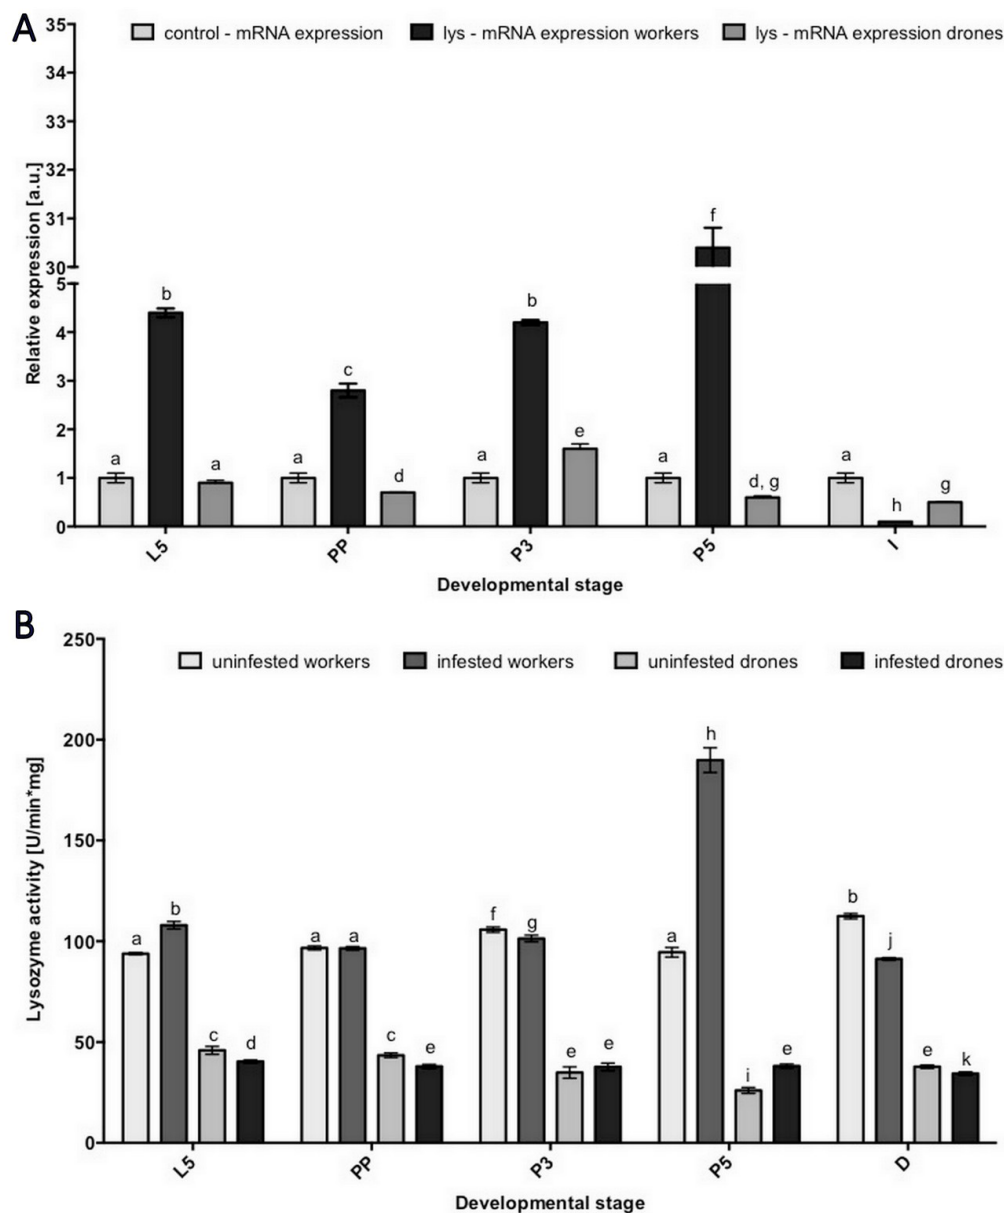 A
control - mRNA expression lys - mRNA expression workers lys - mRNA expression drones
Relative expression [a.u.]
35
34
33
32
31
30
5
4
3
2
1
0
a b a
a c d
a b e
a f d, g
a h g
L5 PP P3 P5 I
Developmental stage
B
uninfested workers infested workers uninfested drones infested drones
Lysozyme activity [U/min*mg]
250
200
150
100
50
0
a b c d
a a c e
f g e e
a h i e
b j e k
L5 PP P3 P5 D
Developmental stage